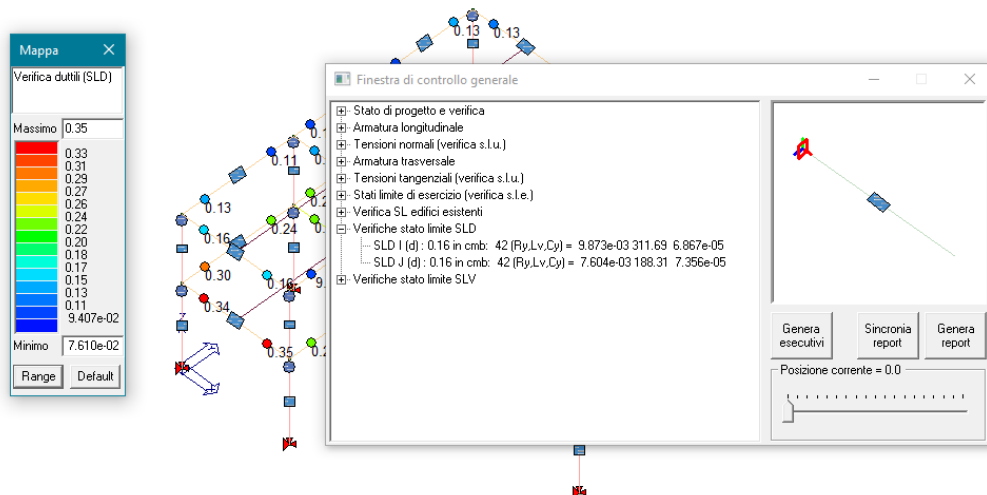 Mappa
Verifica duttili (SLD)
Massimo 0.35
0.33
0.31
0.29
0.27
0.26
0.24
0.22
0.20
0.18
0.17
0.15
0.13
0.11
9.407e-02
Minimo 7.610e-02
Range Default
0.13 0.13
0.11
0.13
0.16
0.24
0.30
0.16
0.34
0.35
Finestra di controllo generale
Stato di progetto e verifica
Armatura longitudinale
Tensioni normali (verifica s.l.u.)
Armatura trasversale
Tensioni tangenziali (verifica s.l.u.)
Stati limite di esercizio (verifica s.l.e.)
Verifica SL edifici esistenti
Verifiche stato limite SLD
SLD I (d) : 0.16 in cmb: 42 (Ry,Lv,Cy) = 9.873e-03 311.69 6.867e-05
SLD J (d) : 0.16 in cmb: 42 (Ry,Lv,Cy) = 7.604e-03 188.31 7.356e-05
Verifiche stato limite SLV
Genera esecutivi
Sincronia report
Genera report
Posizione corrente = 0.0